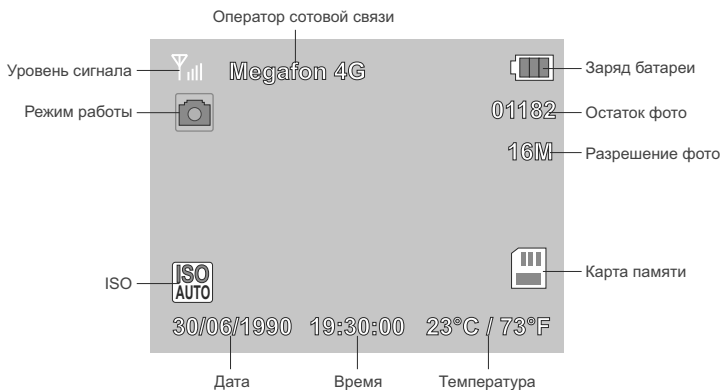 Оператор сотовой связи
Уровень сигнала
Megafon 4G
Заряд батареи
Режим работы
01182
Остаток фото
16M
Разрешение фото
ISO
ISO
AUTO
Карта памяти
30/06/1990 19:30:00 23°C / 73°F
Дата Время Температура